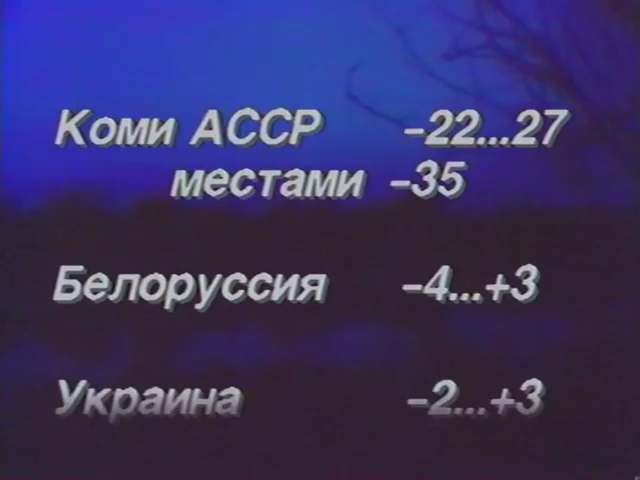 Коми АССР -22...27
местами -35
Белоруссия -4...+3
Украина -2...+3